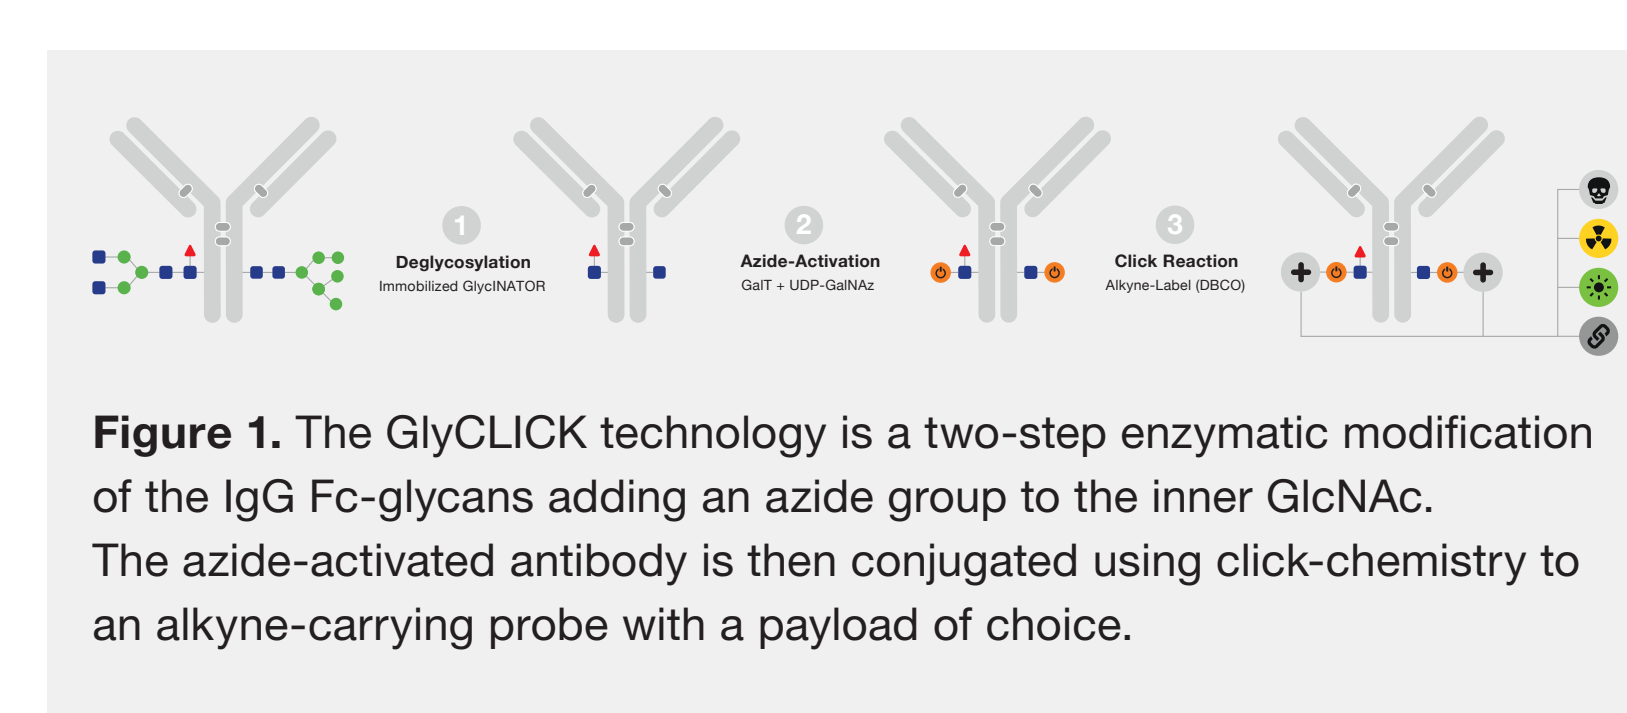 1
Deglycosylation
Immobilized GlycINATOR
2
Azide-Activation
GalT + UDP-GalNAz
3
Click Reaction
Alkyne-Label (DBCO)
Figure 1. The GlyCLICK technology is a two-step enzymatic modification
of the IgG Fc-glycans adding an azide group to the inner GlcNAc.
The azide-activated antibody is then conjugated using click-chemistry to
an alkyne-carrying probe with a payload of choice.